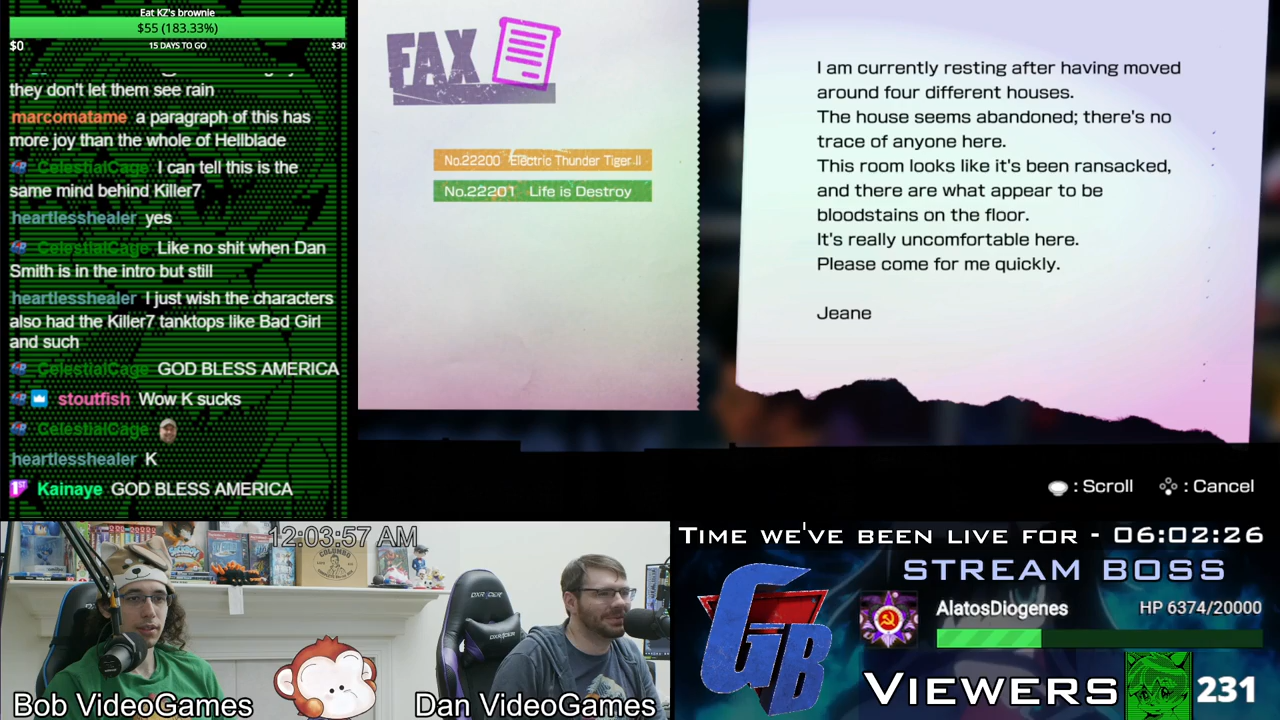 Eat KZ's brownie
$55 (183.33%)
$0
15 DAYS TO GO
$30
they don't let them see rain
marcomatame a paragraph of this has
more joy than the whole of Hellblade
CelestialCage I can tell this is the
same mind behind Killer7
heartlesshealer yes
CelestialCage Like no shit when Dan
Smith is in the intro but still
heartlesshealer I just wish the characters
also had the Killer7 tanktops like Bad Girl
and such
CelestialCage GOD BLESS AMERICA
stoutfish Wow K sucks
CelestialCage
heartlesshealer K
1ST Kainaye GOD BLESS AMERICA
FAX
No.22200 Electric Thunder Tiger II
No.22201 Life is Destroy
I am currently resting after having moved
around four different houses.
The house seems abandoned; there's no
trace of anyone here.
This room looks like it's been ransacked,
and there are what appear to be
bloodstains on the floor.
It's really uncomfortable here.
Please come for me quickly.
Jeane
: Scroll
: Cancel
12:03:57 AM
COLOMBO
DXRACER
DXRACER
Bob VideoGames
Dan VideoGames
TIME WE'VE BEEN LIVE FOR - 06:02:26
STREAM BOSS
AlatosDiogenes
HP 6374/20000
GB
VIEWERS
231